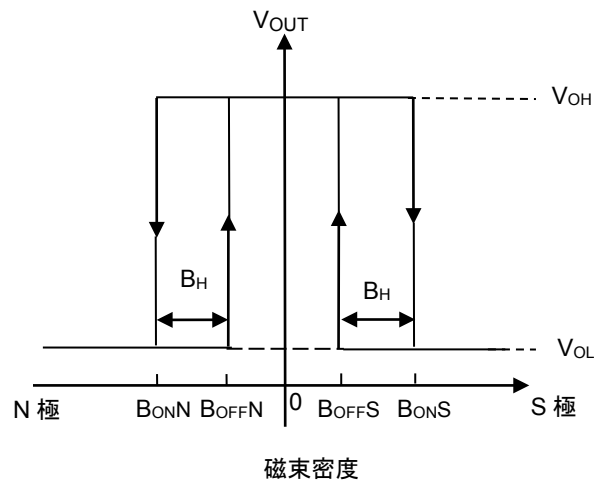 VOUT
VOH
BH
BH
VOL
N 極
BONN
BOFFN
0
BOFFS
BONS
S 極
磁束密度